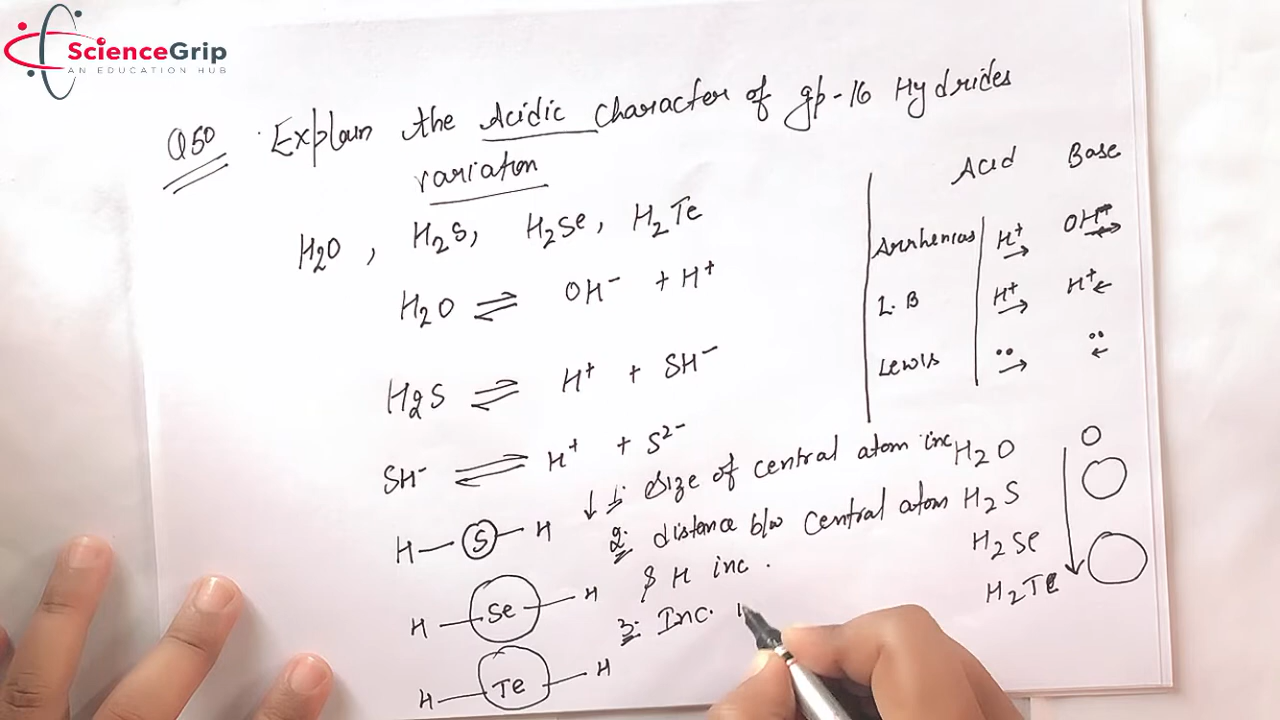 ScienceGrip
AN EDUCATION HUB
Q50 Explain the Acidic character of gp-16 Hydrides
variation
H₂O, H₂S, H₂Se, H₂Te
H₂O ⇌ OH⁻ + H⁺
H₂S ⇌ H⁺ + SH⁻
SH⁻ ⇌ H⁺ + S²⁻
H—S—H
H—Se—H
H—Te—H
Acid Base
Arrhenius H⁺ OH⁻
L.B H⁺ H⁺
Lewis
↓ 1. Size of central atom inc
2. distance b/w central atom
& H inc.
3. Inc.
H₂O
H₂S
H₂Se
H₂Te